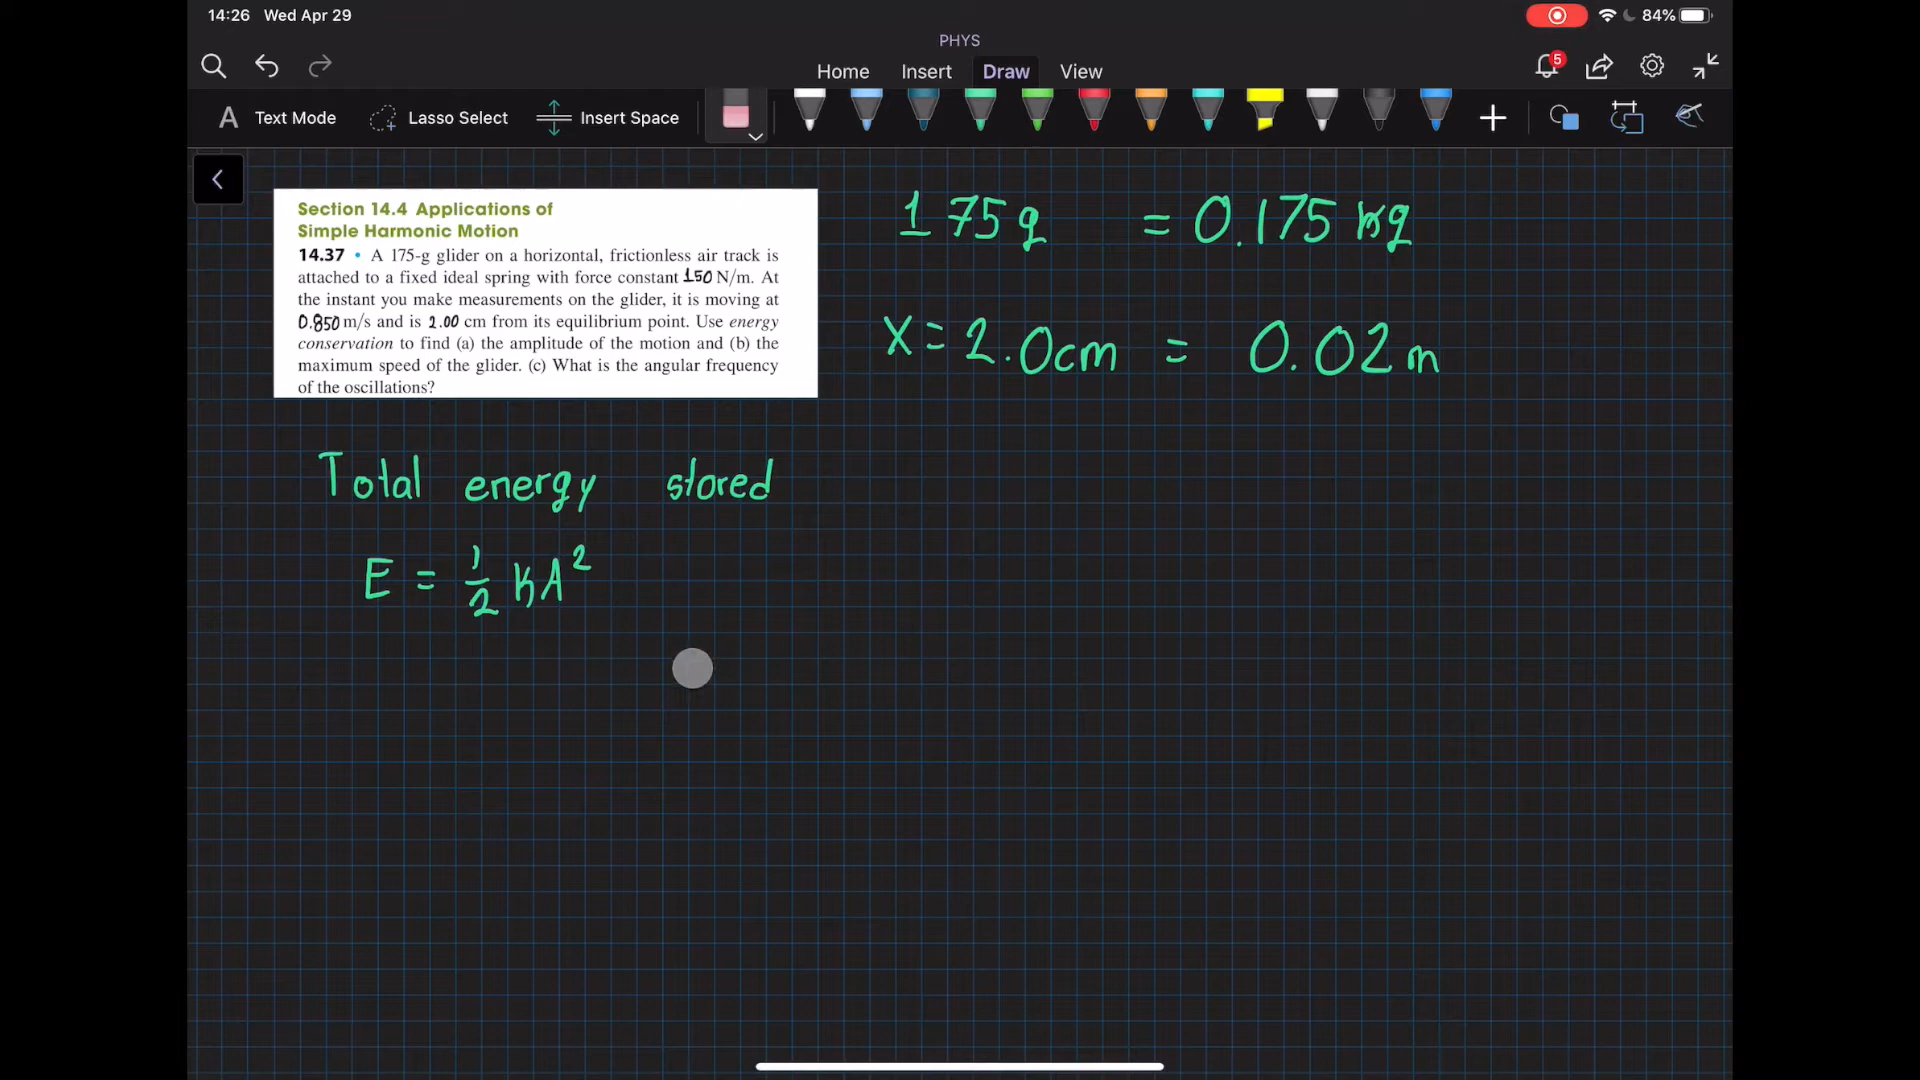 14:26 Wed Apr 29
84%
PHYS
5
Home Insert Draw View
A Text Mode Lasso Select Insert Space
Section 14.4 Applications of
Simple Harmonic Motion
14.37 • A 175-g glider on a horizontal, frictionless air track is
attached to a fixed ideal spring with force constant 150 N/m. At
the instant you make measurements on the glider, it is moving at
0.850 m/s and is 2.00 cm from its equilibrium point. Use energy
conservation to find (a) the amplitude of the motion and (b) the
maximum speed of the glider. (c) What is the angular frequency
of the oscillations?
175g = 0.175 kg
X = 2.0cm = 0.02m
Total energy stored
E = 1/2 kA²